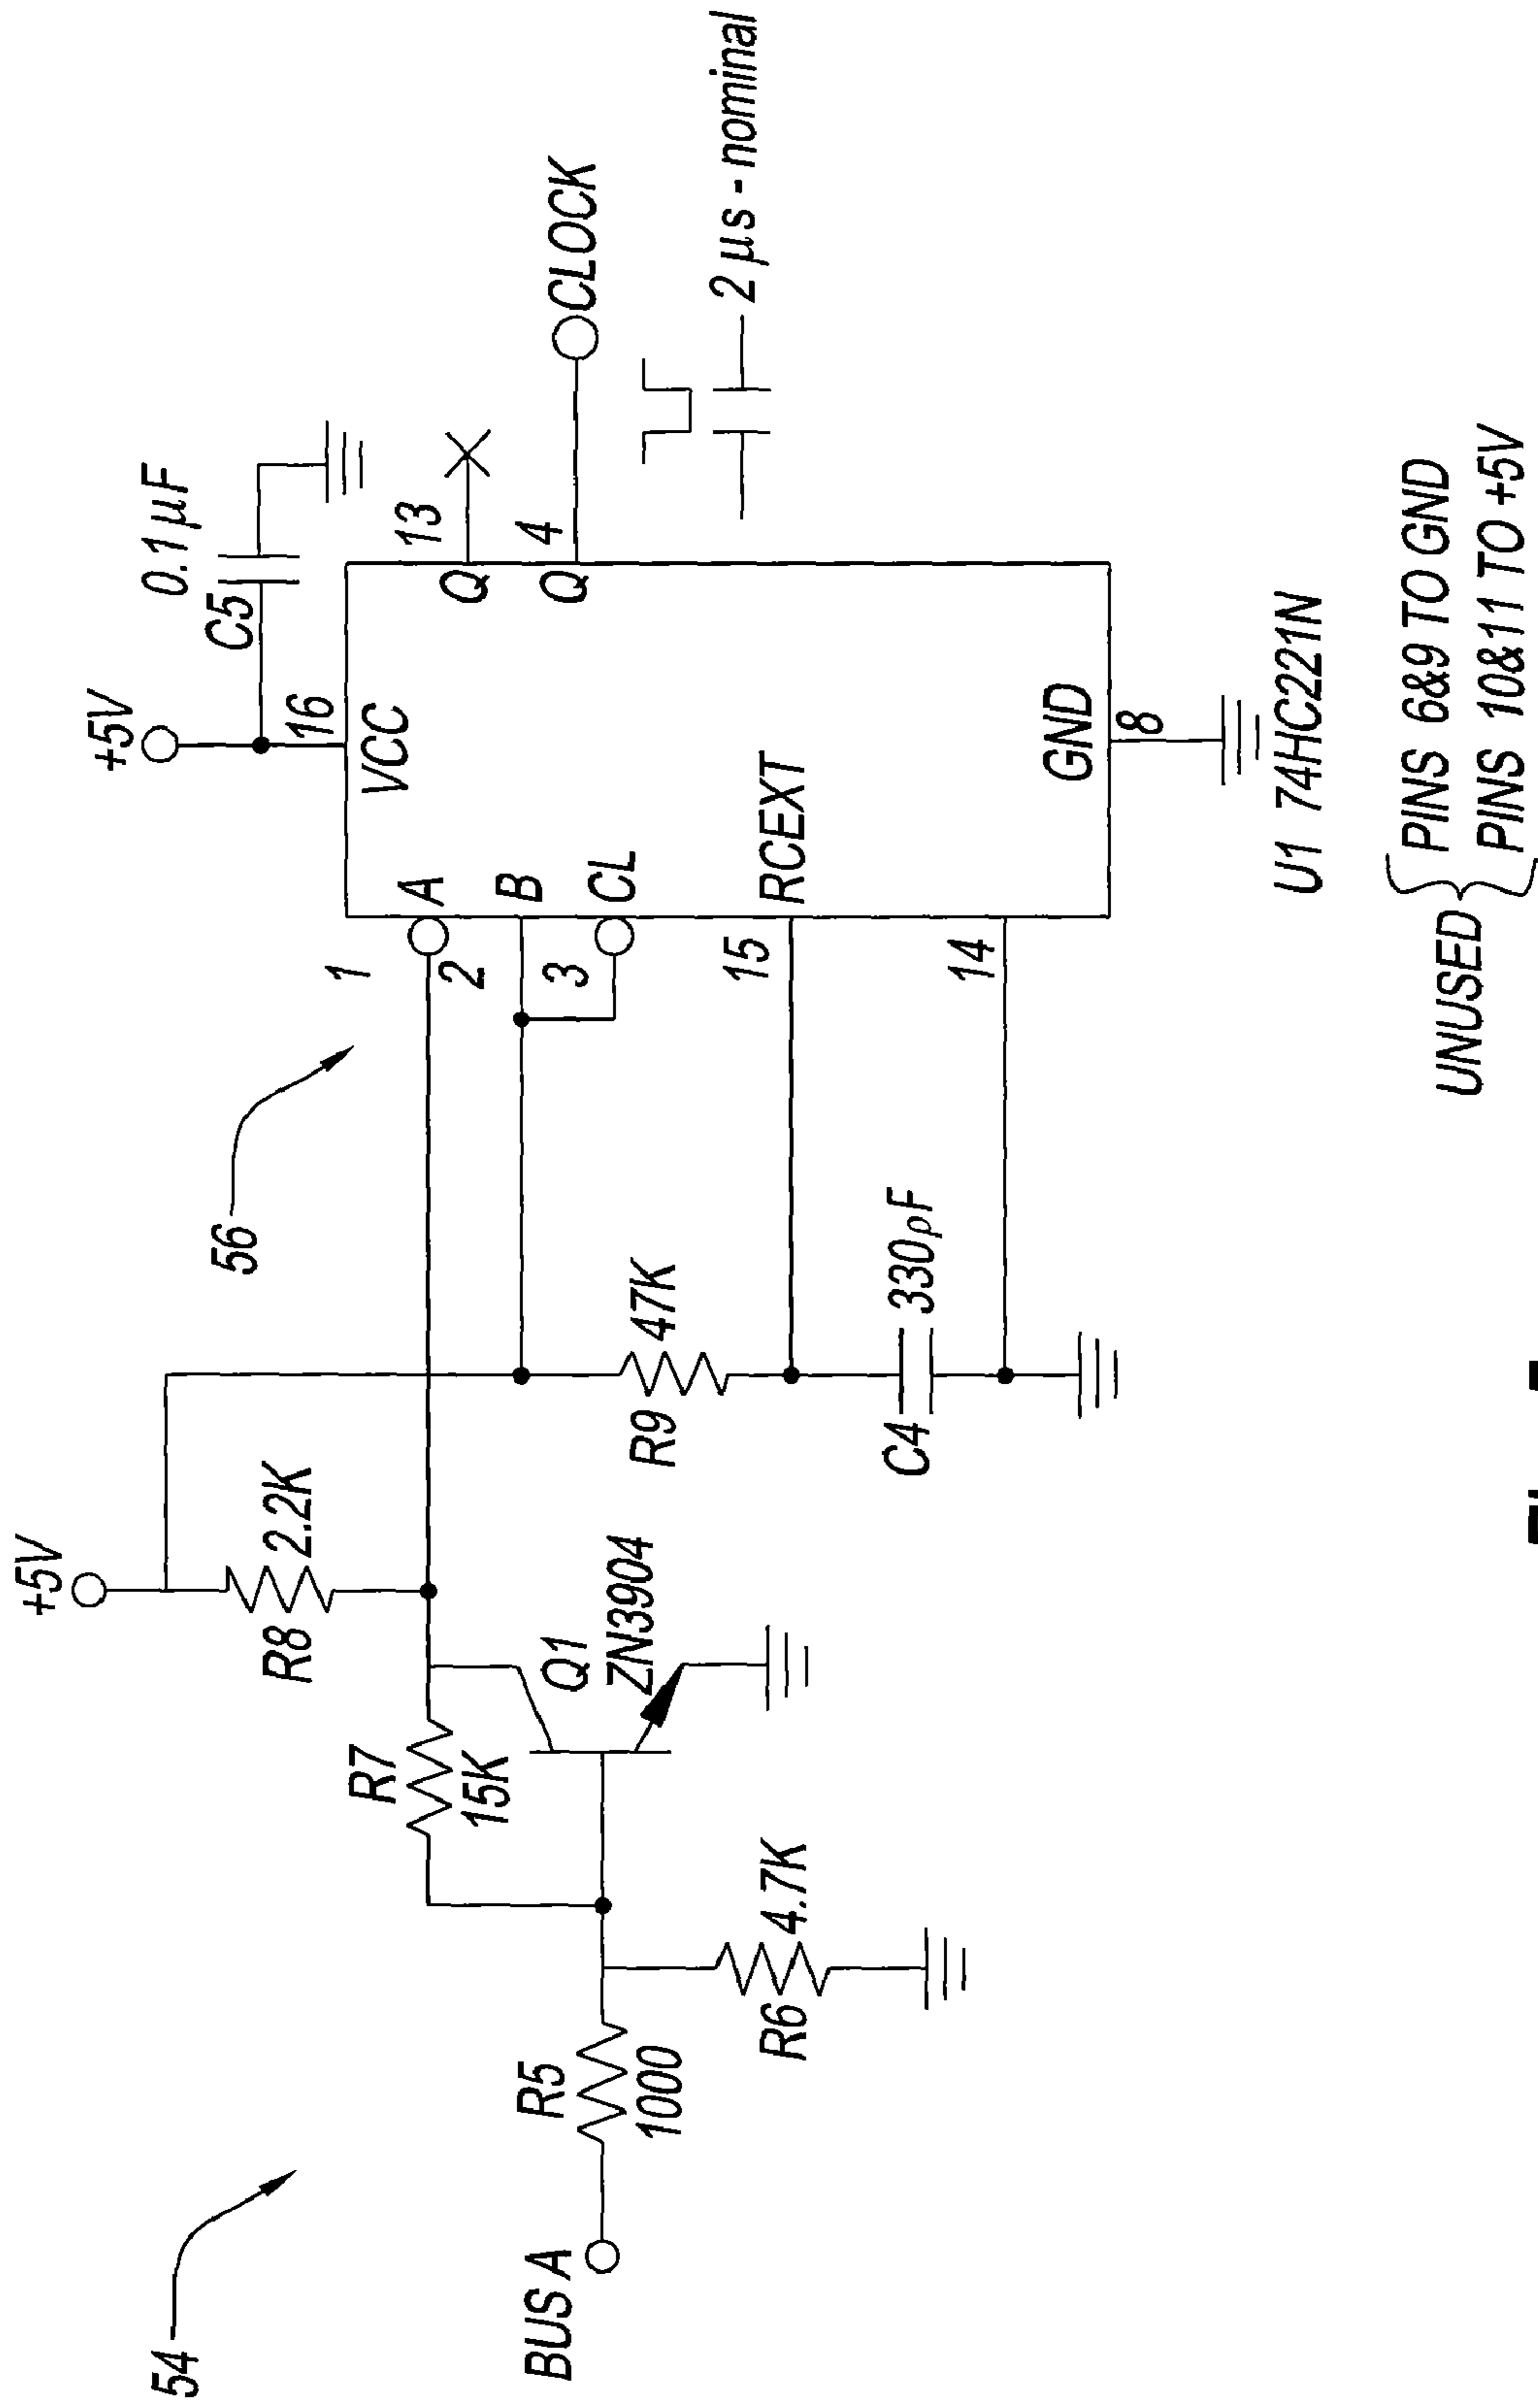 54
BUS A
R5
1000
R6 4.7K
R7
15K
+5V
R8 2.2K
Q1
ZN3904
R9 47K
C4 330pF
56
1
A
2
B
3
CL
15
RCEXT
14
+5V
16
VCC
C5
0.1µF
13
Q
4
Q
CLOCK
2 µs - nominal
GND
8
U1 74HC221N
UNUSED
PINS 6&9 TO GND
PINS 10&11 TO +5V